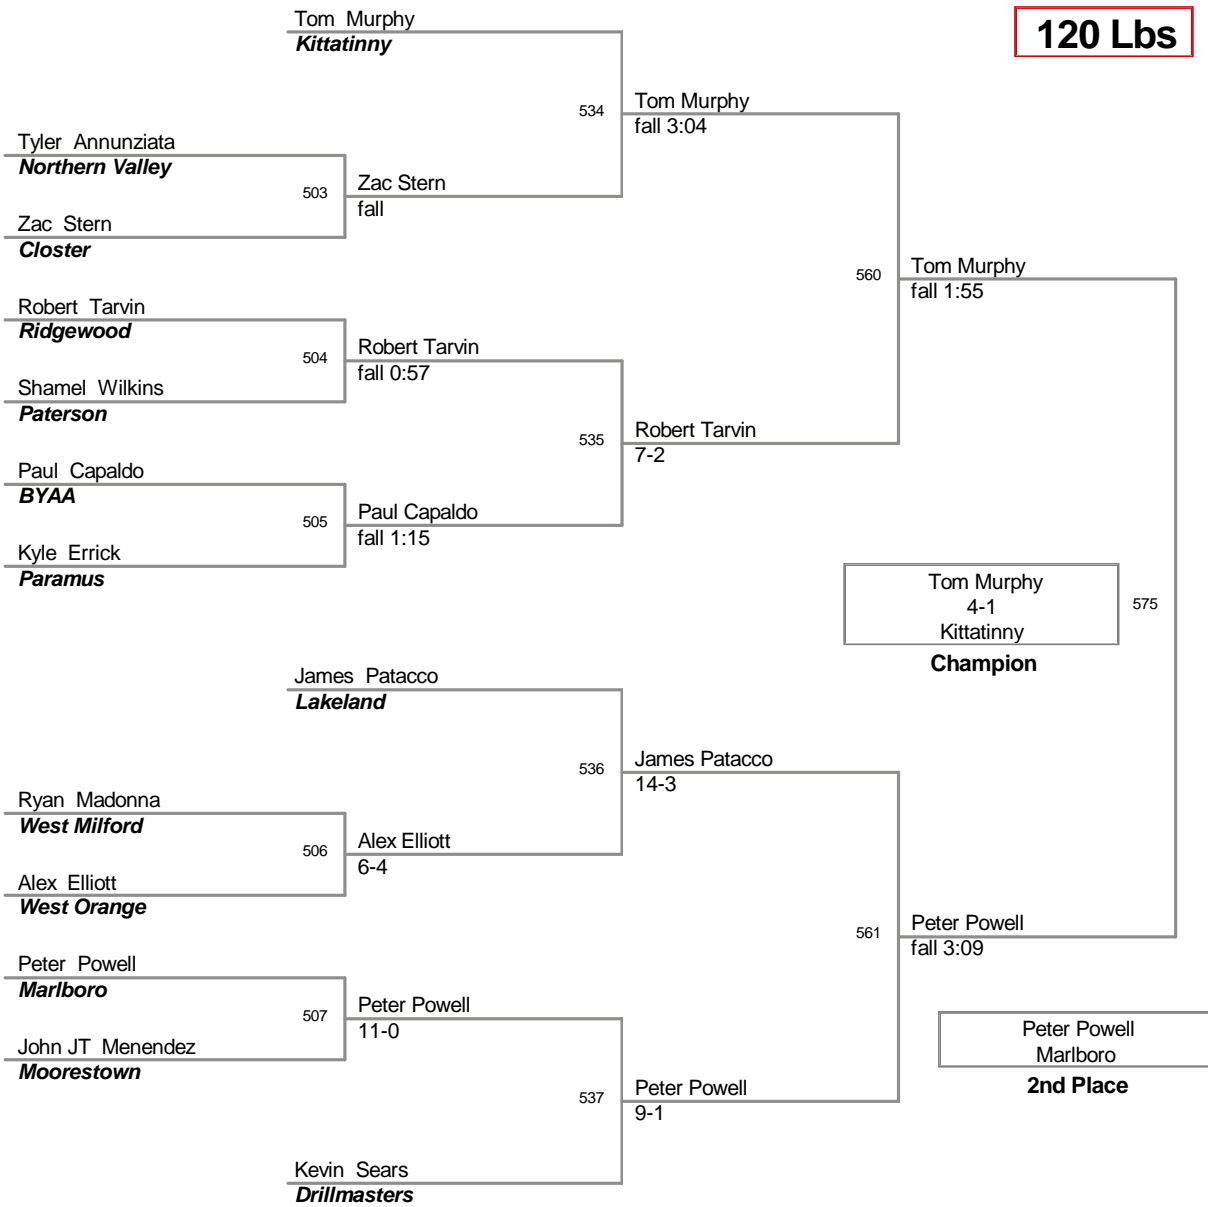 Tom Murphy
Kittatinny
120 Lbs
534
Tom Murphy
fall 3:04
Tyler Annunziata
Northern Valley
503
Zac Stern
fall
Zac Stern
Closter
560
Tom Murphy
fall 1:55
Robert Tarvin
Ridgewood
504
Robert Tarvin
fall 0:57
Shamel Wilkins
Paterson
535
Robert Tarvin
7-2
Paul Capaldo
BYAA
505
Paul Capaldo
fall 1:15
Kyle Errick
Paramus
Tom Murphy
4-1
Kittatinny
575
Champion
James Patacco
Lakeland
536
James Patacco
14-3
Ryan Madonna
West Milford
506
Alex Elliott
6-4
Alex Elliott
West Orange
561
Peter Powell
fall 3:09
Peter Powell
Marlboro
507
Peter Powell
11-0
John JT Menendez
Moorestown
Peter Powell
Marlboro
2nd Place
537
Peter Powell
9-1
Kevin Sears
Drillmasters